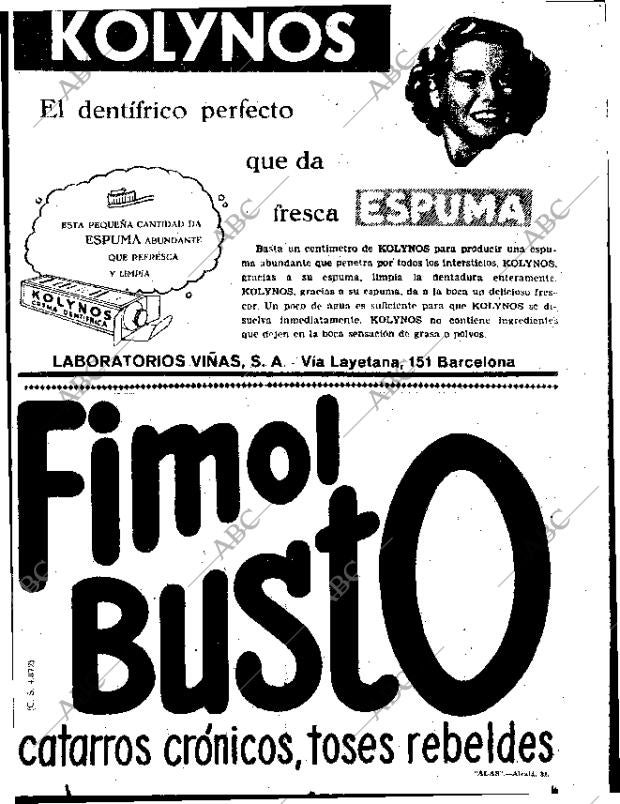 KOLYNOS
El dentífrico perfecto
que da
fresca ESPUMA
ESTA PEQUEÑA CANTIDAD DA
ESPUMA ABUNDANTE
QUE REFRESCA
Y LIMPIA
KOLYNOS
CREMA DENTIFRICA
Basta un centímetro de KOLYNOS para producir una espu-
ma abundante que penetra por todos los intersticios, KOLYNOS,
gracias a su espuma, limpia la dentadura enteramente.
KOLYNOS, gracias a su espuma, da a la boca un delicioso fres-
cor. Un poco de agua es suficiente para que KOLYNOS se di-
suelva inmediatamente. KOLYNOS no contiene ingredientes
que dejen en la boca sensación de grasa o polvos.
LABORATORIOS VIÑAS, S. A. - Vía Layetana, 151 Barcelona
Fimol
BUSTO
(C. S. 4.872)
catarros crónicos, toses rebeldes
"ALAS".—Alcalá,